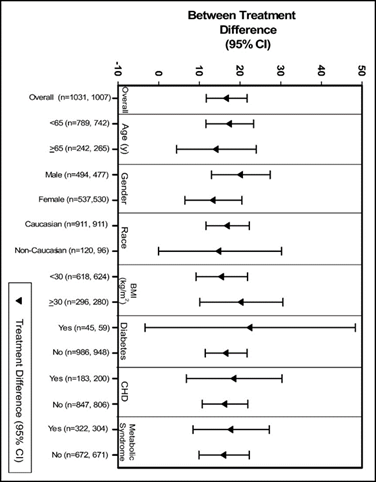 Between Treatment
Difference
(95% CI)
-10 0 10 20 30 40 50
Overall
Overall (n=1031, 1007)
Age (y)
<65 (n=789, 742)
≥65 (n=242, 265)
Gender
Male (n=494, 477)
Female (n=537,530)
Race
Caucasian (n=911, 911)
Non-Caucasian (n=120, 96)
BMI
(kg/m²)
<30 (n=618, 624)
≥30 (n=296, 280)
Diabetes
Yes (n=45, 59)
No (n=986, 948)
CHD
Yes (n=183, 200)
No (n=847, 806)
Metabolic
Syndrome
Yes (n=322, 304)
No (n=672, 671)
Treatment Difference (95% CI)